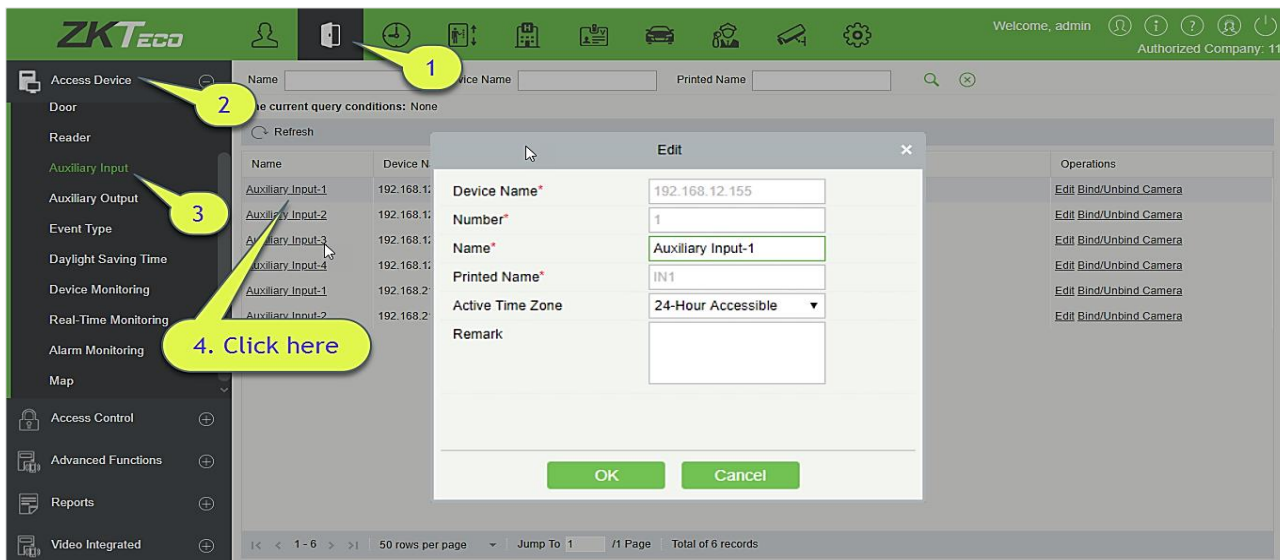 ZKTECO
Welcome, admin
Authorized Company: 11
1
Access Device
2
Door
Reader
Auxiliary Input
3
Auxiliary Output
Event Type
Daylight Saving Time
Device Monitoring
Real-Time Monitoring
Alarm Monitoring
Map
Access Control
Advanced Functions
Reports
Video Integrated
Name Name Printed Name
current query conditions: None
Refresh
Name Operations
Auxiliary Input-1 192.168.12 Edit Bind/Unbind Camera
Auxiliary Input-2 192.168.12 Edit Bind/Unbind Camera
Auxiliary Input-3 192.168.12 Edit Bind/Unbind Camera
Auxiliary Input-4 192.168.12 Edit Bind/Unbind Camera
Auxiliary Input-1 192.168.2 Edit Bind/Unbind Camera
Auxiliary Input-2 192.168.2 Edit Bind/Unbind Camera
4. Click here
Edit
Device Name* 192.168.12.155
Number* 1
Name* Auxiliary Input-1
Printed Name* IN1
Active Time Zone 24-Hour Accessible
Remark
OK Cancel
1-6 50 rows per page Jump To 1 /1 Page Total of 6 records